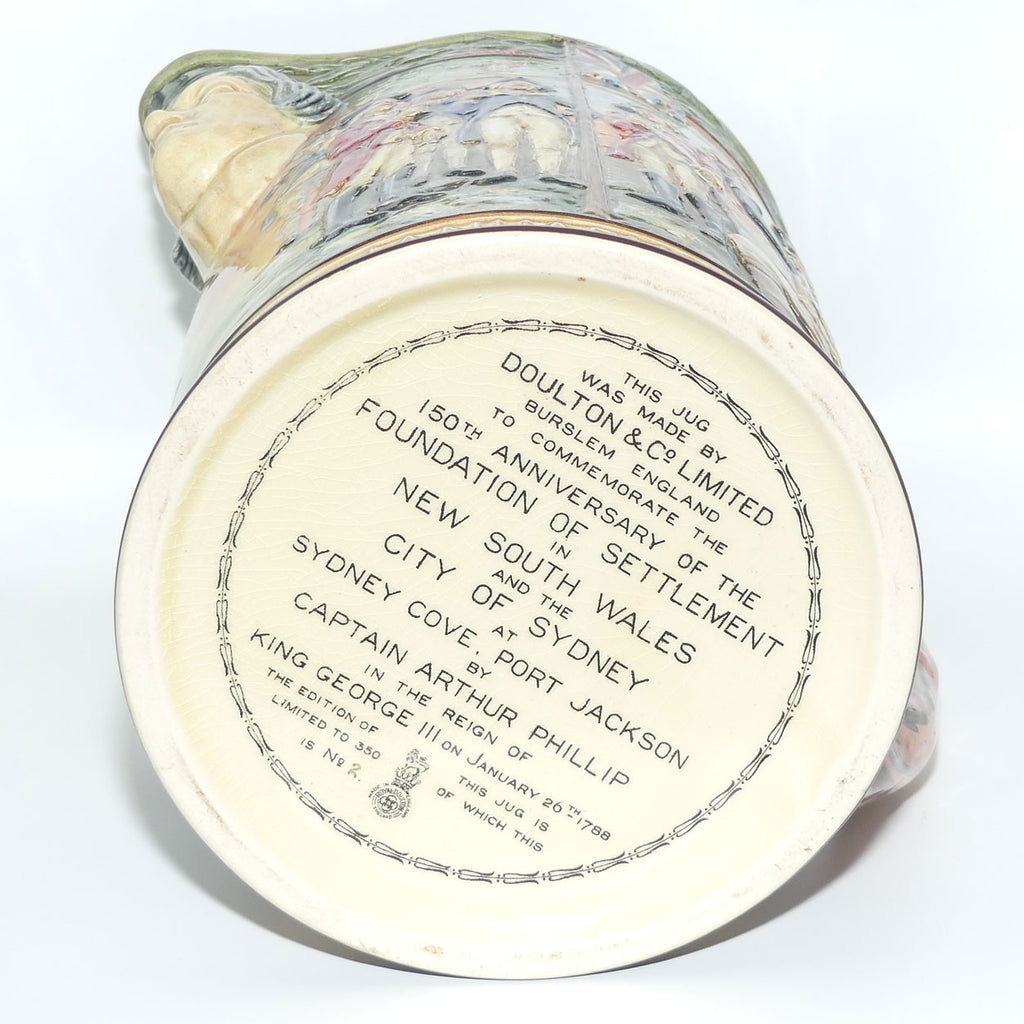 THIS JUG
WAS MADE BY
DOULTON & Co LIMITED
BURSLEM ENGLAND
TO COMMEMORATE THE
150TH ANNIVERSARY OF THE
FOUNDATION OF SETTLEMENT
IN
NEW SOUTH WALES
AND THE
CITY OF SYDNEY
AT
SYDNEY COVE, PORT JACKSON
BY
CAPTAIN ARTHUR PHILLIP
IN THE REIGN OF
KING GEORGE III ON JANUARY 26TH 1788
THE EDITION OF THIS JUG IS
LIMITED TO 350 OF WHICH THIS
IS No 2.
ROYAL DOULTON